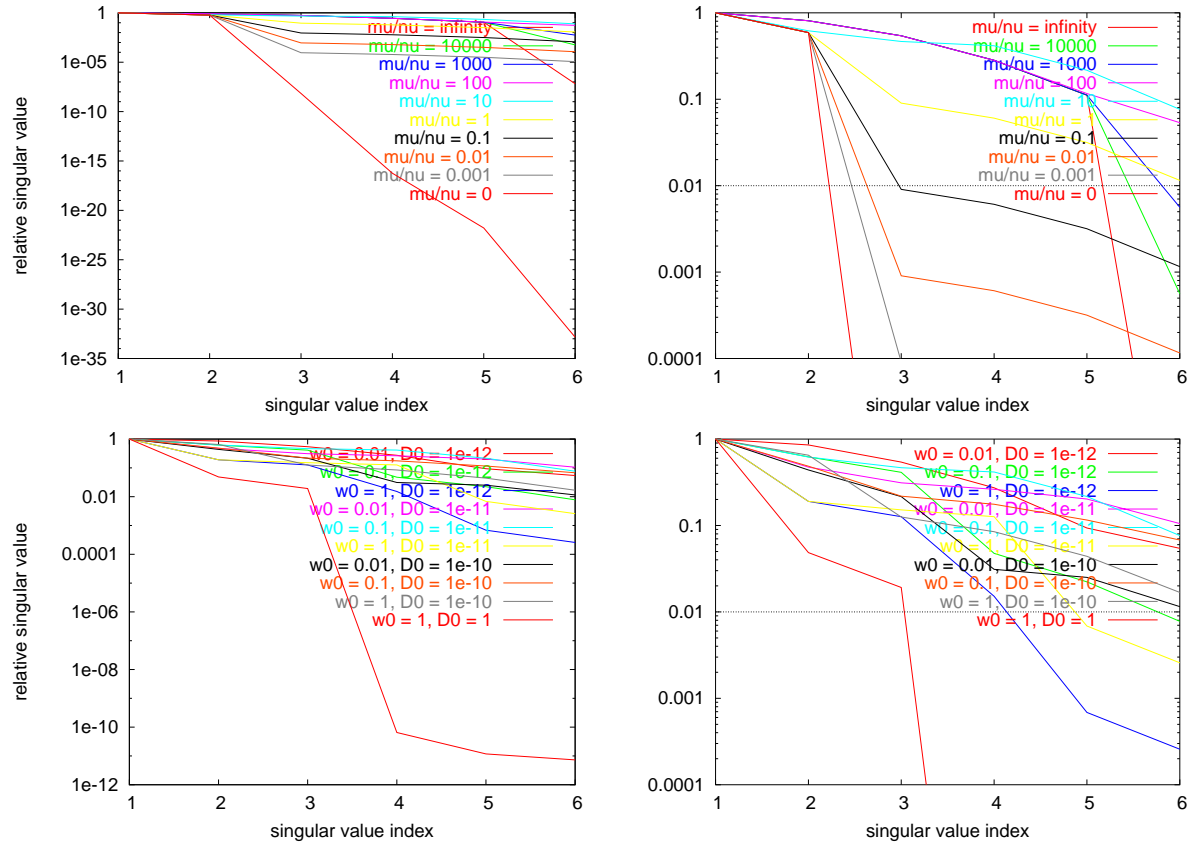 1
1e-05
1e-10
1e-15
1e-20
1e-25
1e-30
1e-35
1 2 3 4 5 6
relative singular value
singular value index
mu/nu = infinity
mu/nu = 10000
mu/nu = 1000
mu/nu = 100
mu/nu = 10
mu/nu = 1
mu/nu = 0.1
mu/nu = 0.01
mu/nu = 0.001
mu/nu = 0
1
0.1
0.01
0.001
0.0001
1 2 3 4 5 6
singular value index
mu/nu = infinity
mu/nu = 10000
mu/nu = 1000
mu/nu = 100
mu/nu = 10
mu/nu = 1
mu/nu = 0.1
mu/nu = 0.01
mu/nu = 0.001
mu/nu = 0
1
0.01
0.0001
1e-06
1e-08
1e-10
1e-12
1 2 3 4 5 6
relative singular value
singular value index
w0 = 0.01, D0 = 1e-12
w0 = 0.1, D0 = 1e-12
w0 = 1, D0 = 1e-12
w0 = 0.01, D0 = 1e-11
w0 = 0.1, D0 = 1e-11
w0 = 1, D0 = 1e-11
w0 = 0.01, D0 = 1e-10
w0 = 0.1, D0 = 1e-10
w0 = 1, D0 = 1e-10
w0 = 1, D0 = 1
1
0.1
0.01
0.001
0.0001
1 2 3 4 5 6
singular value index
w0 = 0.01, D0 = 1e-12
w0 = 0.1, D0 = 1e-12
w0 = 1, D0 = 1e-12
w0 = 0.01, D0 = 1e-11
w0 = 0.1, D0 = 1e-11
w0 = 1, D0 = 1e-11
w0 = 0.01, D0 = 1e-10
w0 = 0.1, D0 = 1e-10
w0 = 1, D0 = 1e-10
w0 = 1, D0 = 1